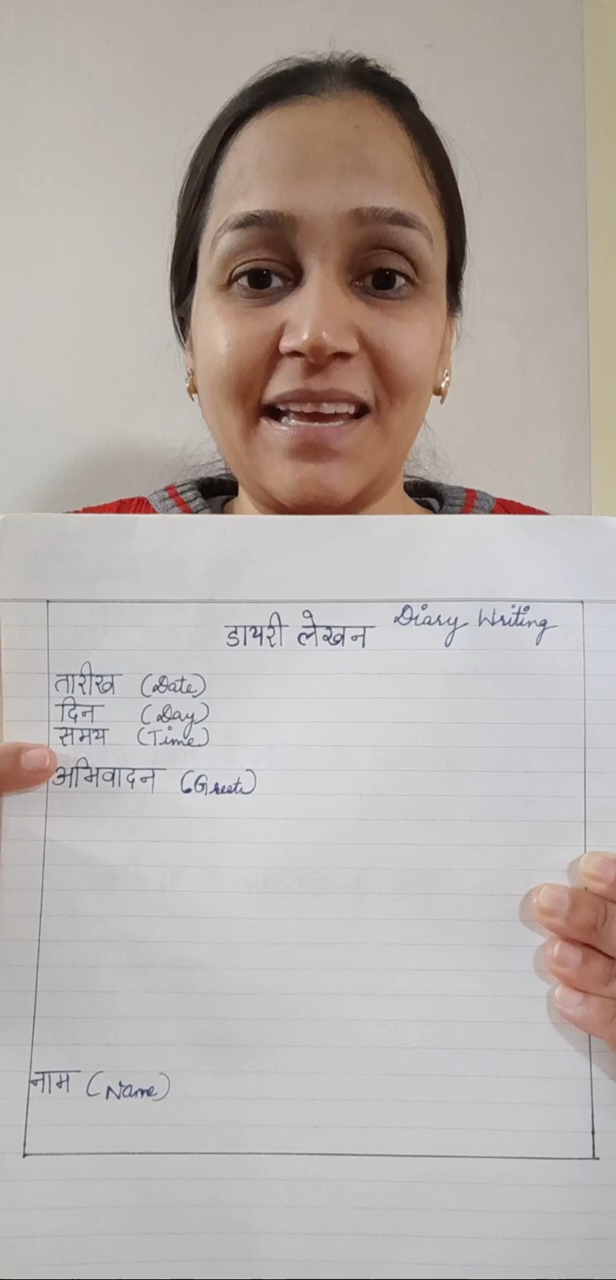 डायरी लेखन Diary Writing
तारीख (Date)
दिन (Day)
समय (Time)
अभिवादन (Greet)
नाम (Name)